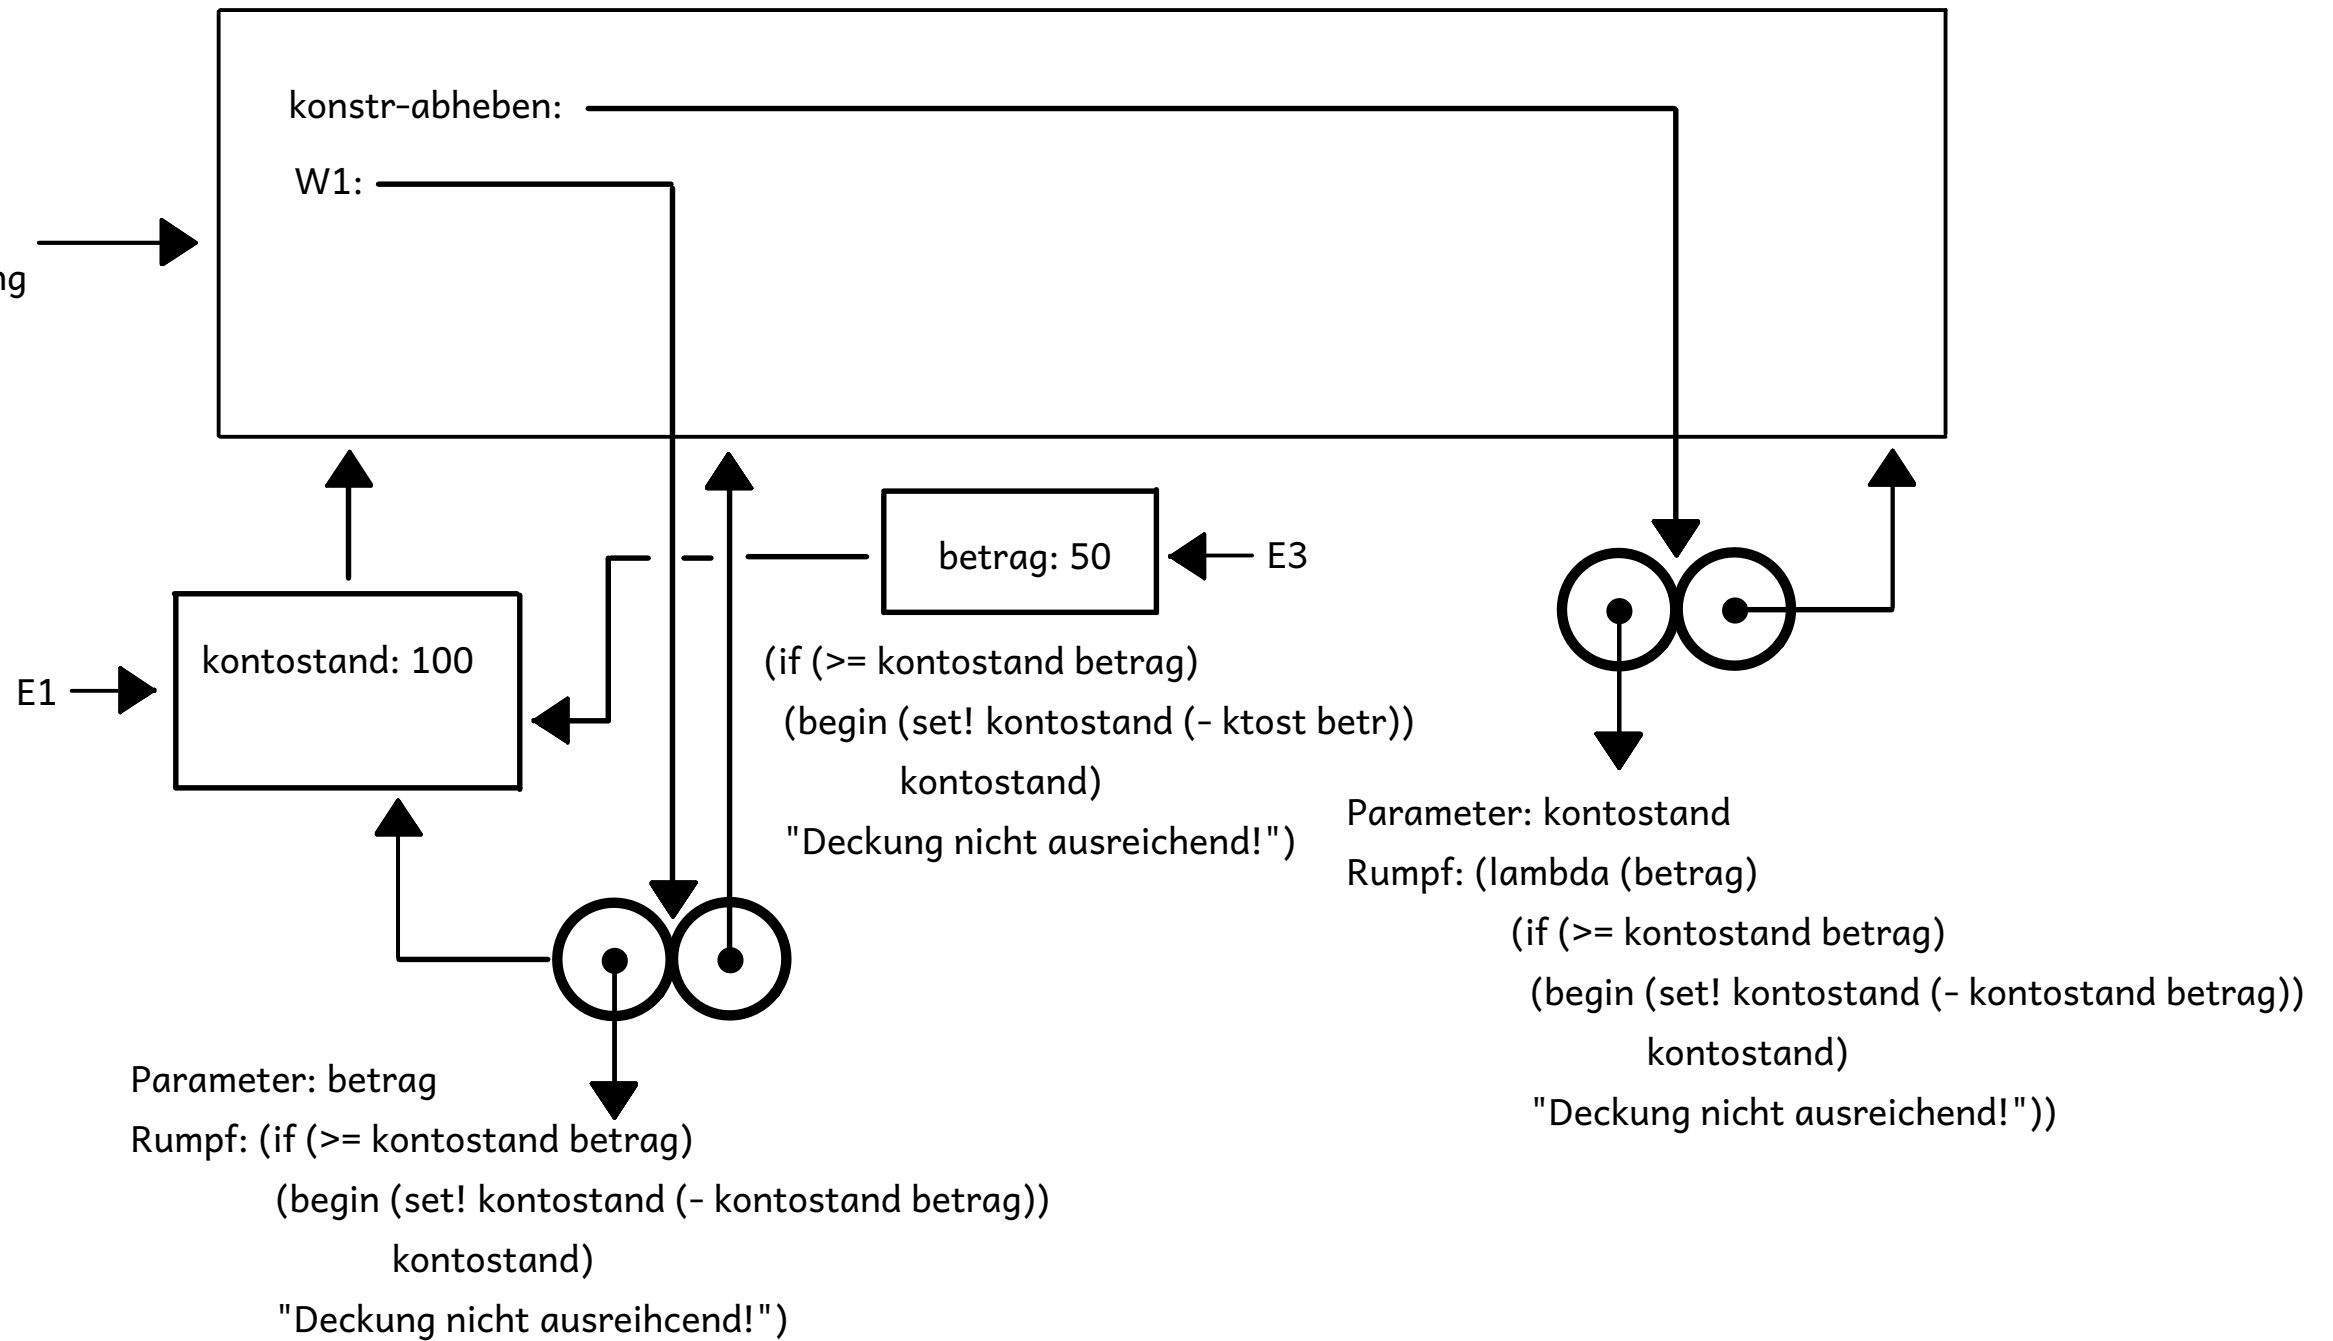 konstr-abheben:
W1:
betrag: 50
E3
kontostand: 100
E1
(if (>= kontostand betrag)
(begin (set! kontostand (- ktost betr))
kontostand)
"Deckung nicht ausreichend!")
Parameter: kontostand
Rumpf: (lambda (betrag)
(if (>= kontostand betrag)
(begin (set! kontostand (- kontostand betrag))
kontostand)
"Deckung nicht ausreichend!"))
Parameter: betrag
Rumpf: (if (>= kontostand betrag)
(begin (set! kontostand (- kontostand betrag))
kontostand)
"Deckung nicht ausreihcend!")